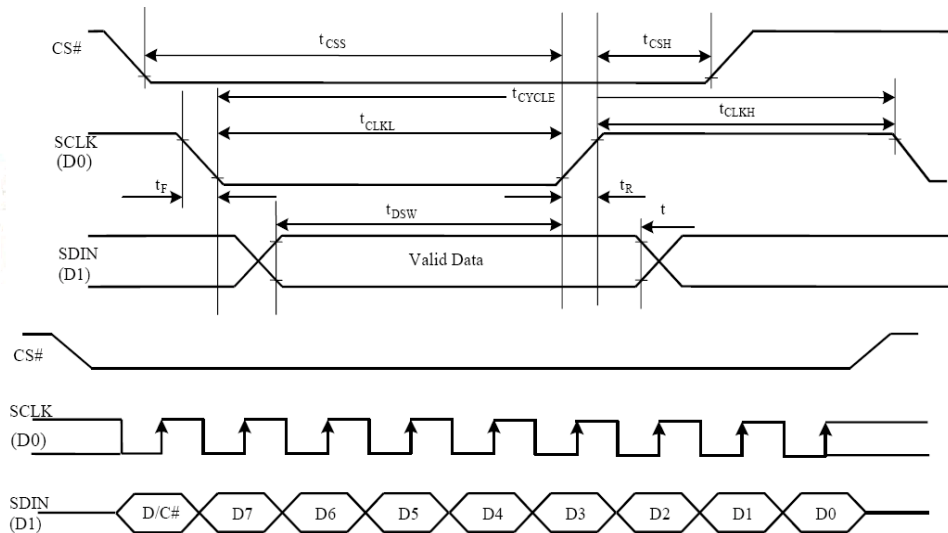 CS#
tCSS
tCSH
tCYCLE
tCLKL
tCLKH
SCLK
(D0)
tF
tR
tDSW
t
SDIN
(D1)
Valid Data
CS#
SCLK
(D0)
SDIN
(D1)
D/C# D7 D6 D5 D4 D3 D2 D1 D0